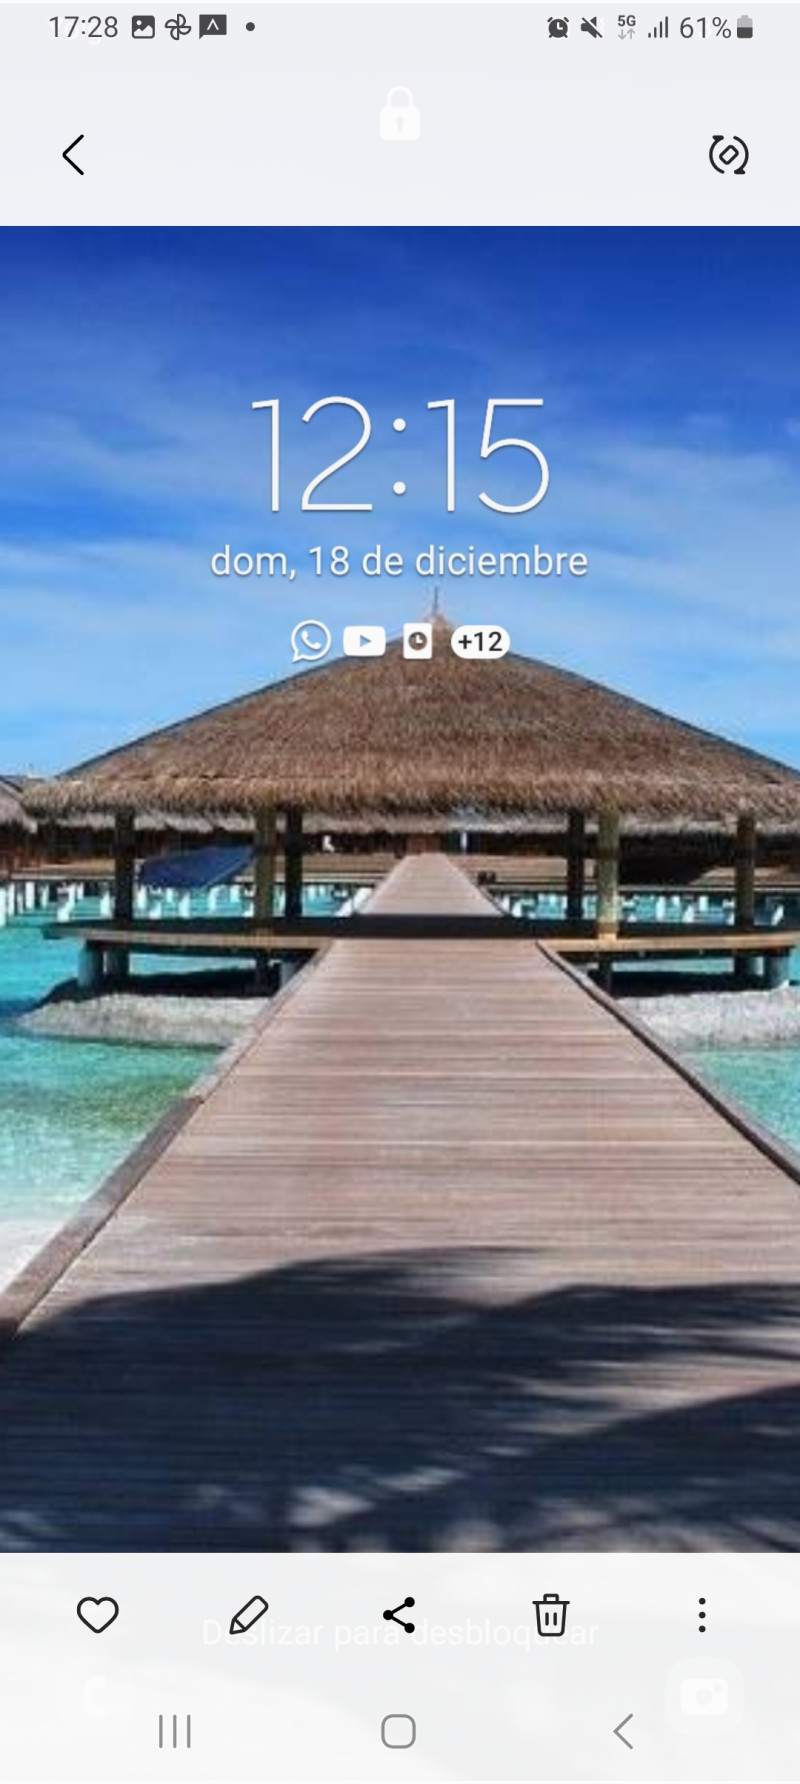 17:28 5G 61%
12:15
dom, 18 de diciembre
+12
Deslizar para desbloquear